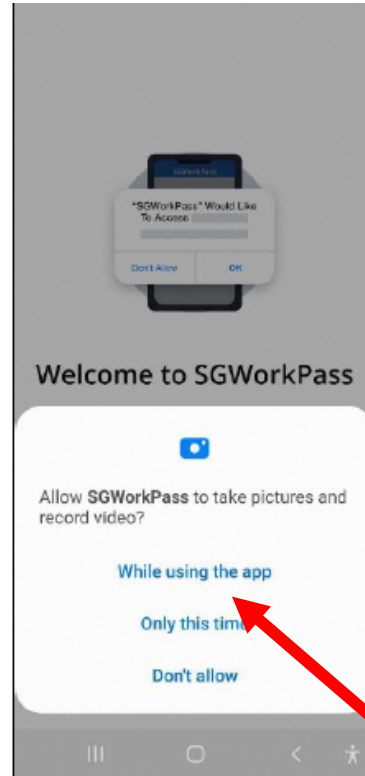 SGWorkPass
"SGWorkPass" Would Like
To Access
Don't Allow OK
Welcome to SGWorkPass
Allow SGWorkPass to take pictures and
record video?
While using the app
Only this time
Don't allow